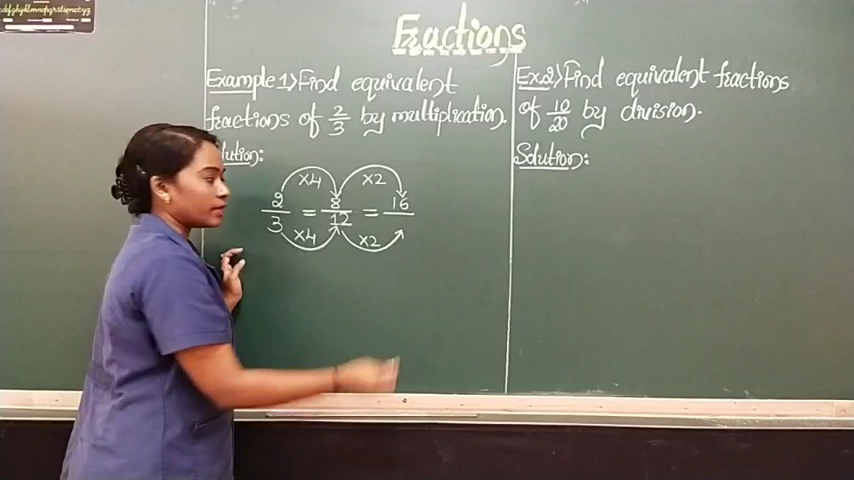 Fractions
Example 1) Find equivalent
fractions of 2/3 by multiplication.
lution:
×4 ×2
2/3 = 8/12 = 16/
×4 ×2
Ex.2) Find equivalent fractions
of 10/20 by division.
Solution: